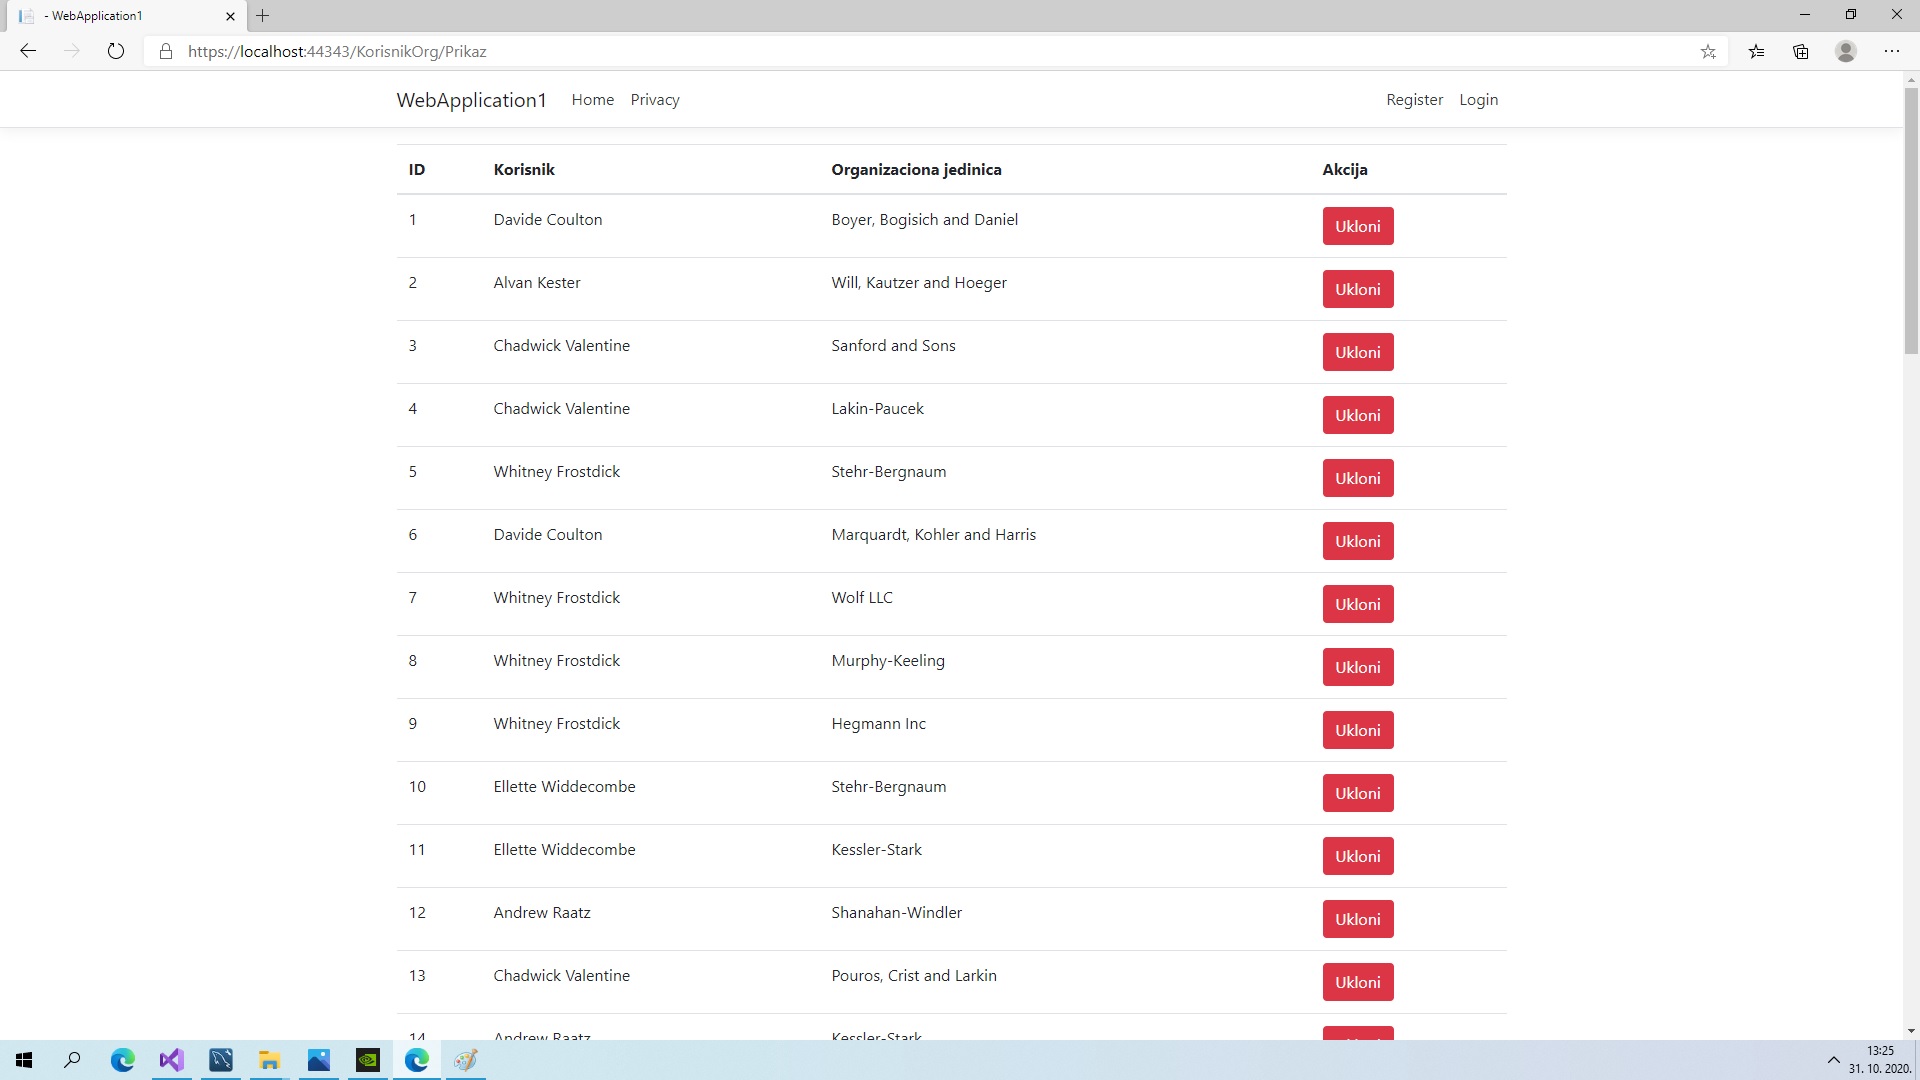 - WebApplication1
https://localhost:44343/KorisnikOrg/Prikaz
WebApplication1 Home Privacy Register Login
ID Korisnik Organizaciona jedinica Akcija
1 Davide Coulton Boyer, Bogisich and Daniel Ukloni
2 Alvan Kester Will, Kautzer and Hoeger Ukloni
3 Chadwick Valentine Sanford and Sons Ukloni
4 Chadwick Valentine Lakin-Paucek Ukloni
5 Whitney Frostdick Stehr-Bergnaum Ukloni
6 Davide Coulton Marquardt, Kohler and Harris Ukloni
7 Whitney Frostdick Wolf LLC Ukloni
8 Whitney Frostdick Murphy-Keeling Ukloni
9 Whitney Frostdick Hegmann Inc Ukloni
10 Ellette Widdecombe Stehr-Bergnaum Ukloni
11 Ellette Widdecombe Kessler-Stark Ukloni
12 Andrew Raatz Shanahan-Windler Ukloni
13 Chadwick Valentine Pouros, Crist and Larkin Ukloni
14 Andrew Raatz Kessler-Stark
13:25
31. 10. 2020.